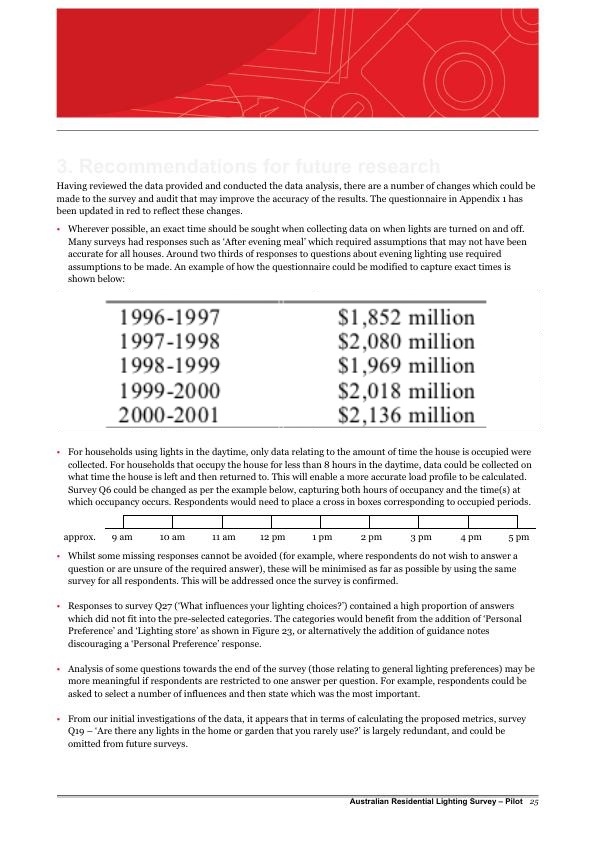 3. Recommendations for future research
Having reviewed the data provided and conducted the data analysis, there are a number of changes which could be
made to the survey and audit that may improve the accuracy of the results. The questionnaire in Appendix 1 has
been updated in red to reflect these changes.
• Wherever possible, an exact time should be sought when collecting data on when lights are turned on and off.
Many surveys had responses such as ‘After evening meal’ which required assumptions that may not have been
accurate for all houses. Around two thirds of responses to questions about evening lighting use required
assumptions to be made. An example of how the questionnaire could be modified to capture exact times is
shown below:
1996-1997 $1,852 million
1997-1998 $2,080 million
1998-1999 $1,969 million
1999-2000 $2,018 million
2000-2001 $2,136 million
• For households using lights in the daytime, only data relating to the amount of time the house is occupied were
collected. For households that occupy the house for less than 8 hours in the daytime, data could be collected on
what time the house is left and then returned to. This will enable a more accurate load profile to be calculated.
Survey Q6 could be changed as per the example below, capturing both hours of occupancy and the time(s) at
which occupancy occurs. Respondents would need to place a cross in boxes corresponding to occupied periods.
approx. 9 am 10 am 11 am 12 pm 1 pm 2 pm 3 pm 4 pm 5 pm
• Whilst some missing responses cannot be avoided (for example, where respondents do not wish to answer a
question or are unsure of the required answer), these will be minimised as far as possible by using the same
survey for all respondents. This will be addressed once the survey is confirmed.
• Responses to survey Q27 (‘What influences your lighting choices?’) contained a high proportion of answers
which did not fit into the pre-selected categories. The categories would benefit from the addition of ‘Personal
Preference’ and ‘Lighting store’ as shown in Figure 23, or alternatively the addition of guidance notes
discouraging a ‘Personal Preference’ response.
• Analysis of some questions towards the end of the survey (those relating to general lighting preferences) may be
more meaningful if respondents are restricted to one answer per question. For example, respondents could be
asked to select a number of influences and then state which was the most important.
• From our initial investigations of the data, it appears that in terms of calculating the proposed metrics, survey
Q19 – ‘Are there any lights in the home or garden that you rarely use?’ is largely redundant, and could be
omitted from future surveys.
Australian Residential Lighting Survey – Pilot 25